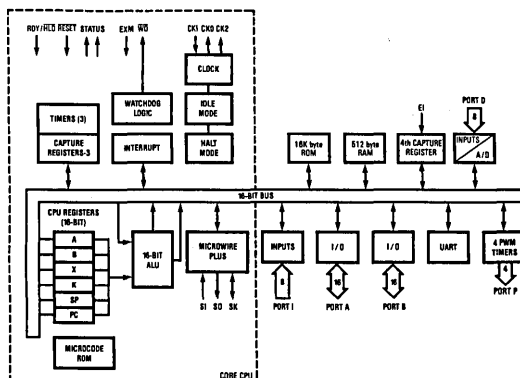 RDY/HLD RESET STATUS EXM WO CKI CKO CK2
CLOCK
WATCHDOG LOGIC
IDLE MODE
TIMERS (3)
CAPTURE REGISTERS-3
INTERRUPT
HALT MODE
EI
PORT D
8
16K byte ROM
512 byte RAM
4th CAPTURE REGISTER
INPUTS
A/D
16-BIT BUS
CPU REGISTERS (16-BIT)
A
B
X
K
SP
PC
16-BIT ALU
MICROWIRE PLUS
INPUTS
I/O
I/O
UART
4 PWM TIMERS
8
16
16
4
SI SO SK
PORT I
PORT A
PORT B
PORT P
MICROCODE ROM
CORE CPU